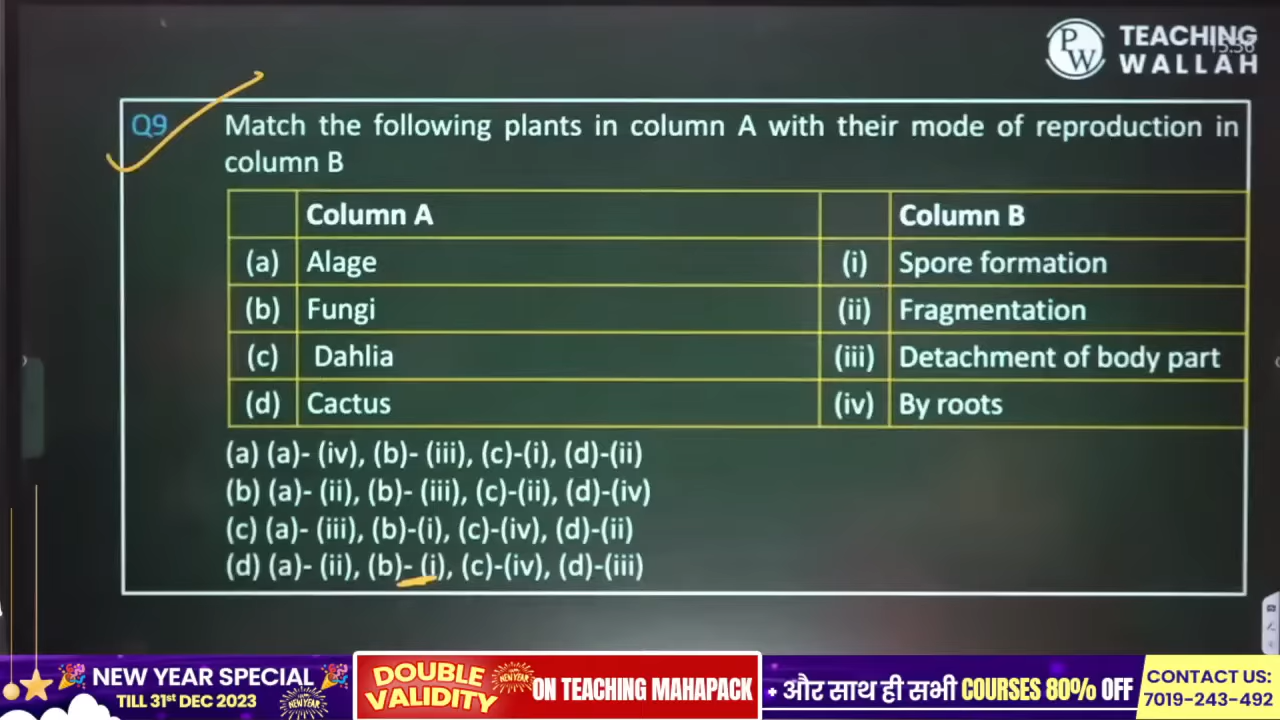 TEACHING
WALLAH
Q9 Match the following plants in column A with their mode of reproduction in
column B
Column A Column B
(a) Alage (i) Spore formation
(b) Fungi (ii) Fragmentation
(c) Dahlia (iii) Detachment of body part
(d) Cactus (iv) By roots
(a) (a)- (iv), (b)- (iii), (c)-(i), (d)-(ii)
(b) (a)- (ii), (b)- (iii), (c)-(ii), (d)-(iv)
(c) (a)- (iii), (b)-(i), (c)-(iv), (d)-(ii)
(d) (a)- (ii), (b)- (i), (c)-(iv), (d)-(iii)
NEW YEAR SPECIAL
TILL 31st DEC 2023
DOUBLE
VALIDITY
ON TEACHING MAHAPACK
+ और साथ ही सभी COURSES 80% OFF
CONTACT US:
7019-243-492